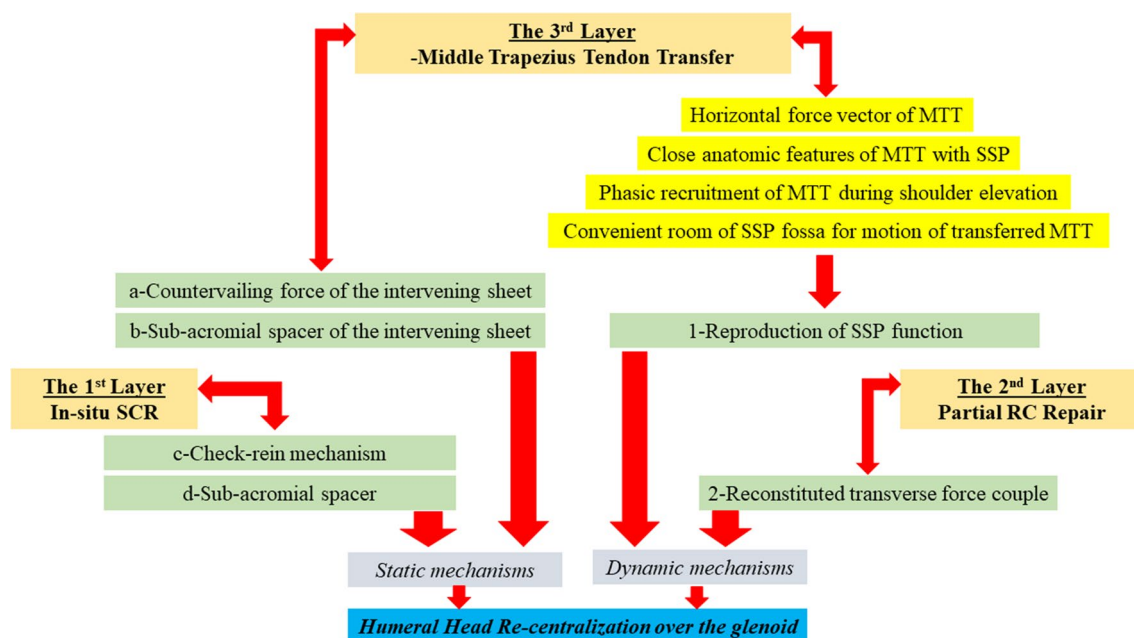 The 3rd Layer
-Middle Trapezius Tendon Transfer
Horizontal force vector of MTT
Close anatomic features of MTT with SSP
Phasic recruitment of MTT during shoulder elevation
Convenient room of SSP fossa for motion of transferred MTT
a-Countervailing force of the intervening sheet
b-Sub-acromial spacer of the intervening sheet
1-Reproduction of SSP function
The 1st Layer
In-situ SCR
The 2nd Layer
Partial RC Repair
c-Check-rein mechanism
d-Sub-acromial spacer
2-Reconstituted transverse force couple
Static mechanisms
Dynamic mechanisms
Humeral Head Re-centralization over the glenoid